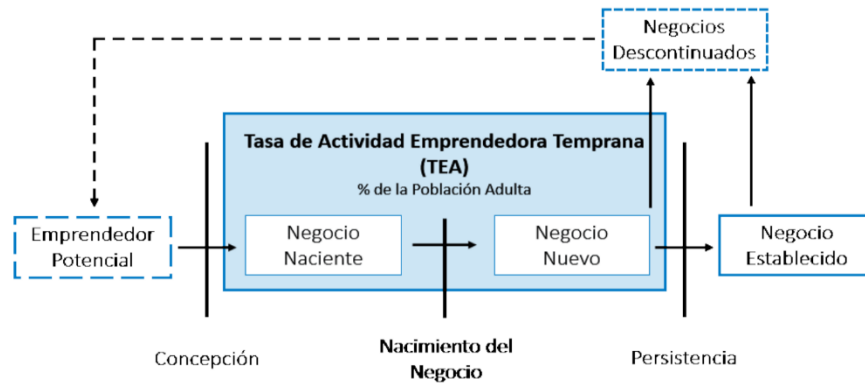 Negocios
Descontinuados
Tasa de Actividad Emprendedora Temprana
(TEA)
% de la Población Adulta
Emprendedor
Potencial
Negocio
Naciente
Negocio
Nuevo
Negocio
Establecido
Concepción
Nacimiento del
Negocio
Persistencia